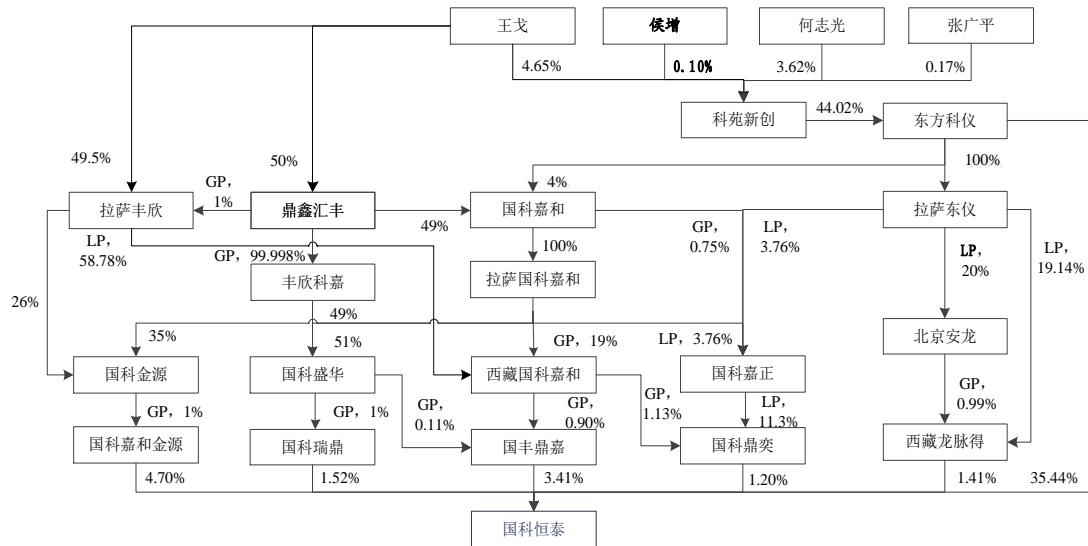 王戈
侯增
何志光
张广平
4.65%
0.10%
3.62%
0.17%
科苑新创
44.02%
东方科仪
49.5%
50%
4%
100%
GP，
1%
拉萨丰欣
鼎鑫汇丰
49%
国科嘉和
GP，
0.75%
LP，
3.76%
拉萨东仪
LP，
58.78%
GP，99.998%
100%
LP，
20%
LP，
19.14%
丰欣科嘉
拉萨国科嘉和
26%
35%
49%
51%
GP，19%
LP，3.76%
北京安龙
国科金源
国科盛华
西藏国科嘉和
国科嘉正
GP，1%
GP，1%
GP，
0.11%
GP，
0.90%
GP，
1.13%
LP，
11.3%
GP，
0.99%
国科嘉和金源
国科瑞鼎
国丰鼎嘉
国科鼎奕
西藏龙脉得
4.70%
1.52%
3.41%
1.20%
1.41%
35.44%
国科恒泰